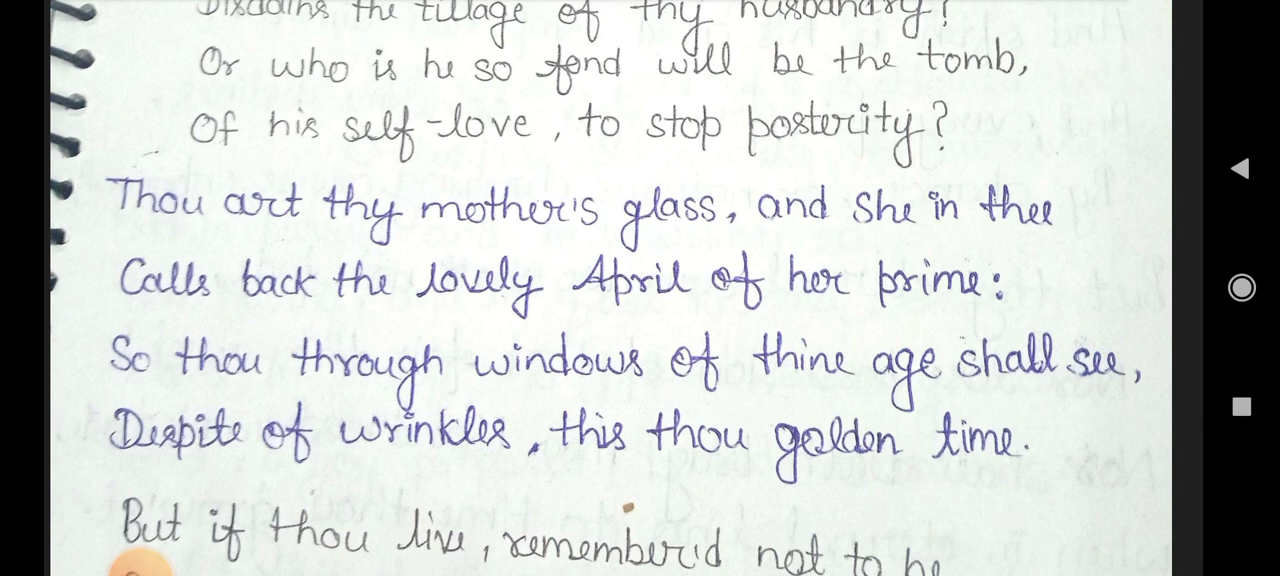 Disdains the tillage of thy husbandry?
Or who is he so fond will be the tomb,
Of his self-love, to stop posterity?
Thou art thy mother's glass, and she in thee
Calls back the lovely April of her prime:
So thou through windows of thine age shall see,
Despite of wrinkles, this thou golden time.
But if thou live, remember'd not to be